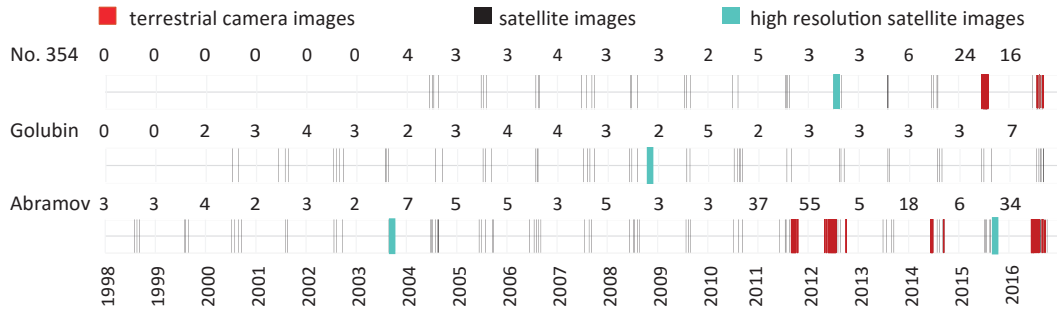 terrestrial camera images satellite images high resolution satellite images
No. 354 0 0 0 0 0 0 4 3 3 4 3 3 2 5 3 3 6 24 16
Golubin 0 0 2 3 4 3 2 3 4 4 3 2 5 2 3 3 3 3 7
Abramov 3 3 4 2 3 2 7 5 5 3 5 3 3 37 55 5 18 6 34
1998 1999 2000 2001 2002 2003 2004 2005 2006 2007 2008 2009 2010 2011 2012 2013 2014 2015 2016